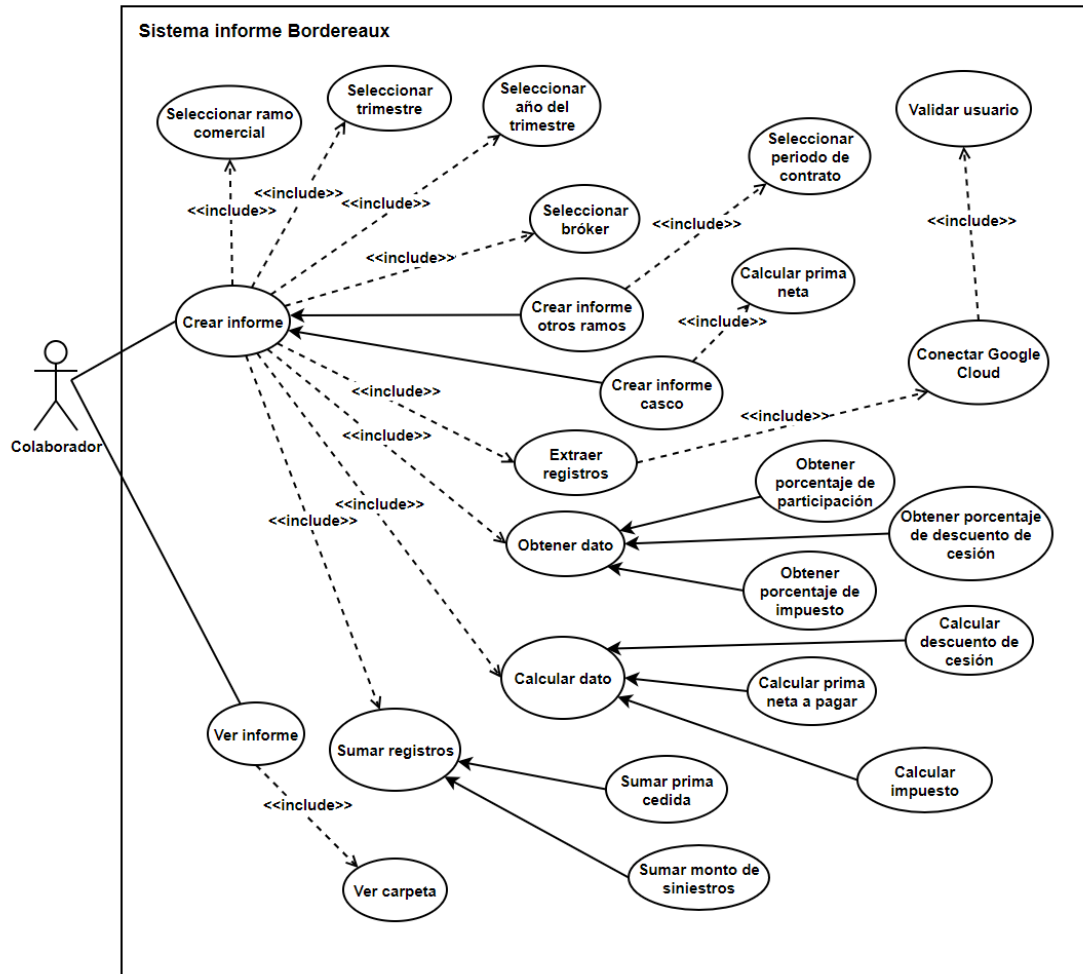 Sistema informe Bordereaux
Seleccionar ramo
comercial
Seleccionar
trimestre
Seleccionar
año del
trimestre
Validar usuario
Seleccionar
periodo de
contrato
<<include>>
<<include>>
<<include>>
Seleccionar
bróker
<<include>>
<<include>>
<<include>>
Calcular prima
neta
Crear informe
Crear informe
otros ramos
<<include>>
Conectar Google
Cloud
Crear informe
casco
<<include>>
<<include>>
Colaborador
<<include>>
Extraer
registros
Obtener
porcentaje de
participación
<<include>>
<<include>>
Obtener dato
Obtener porcentaje
de descuento de
cesión
Obtener
porcentaje de
impuesto
Calcular
descuento de
cesión
Calcular dato
Calcular prima
neta a pagar
Ver informe
Sumar registros
Calcular
impuesto
Sumar prima
cedida
<<include>>
Sumar monto de
siniestros
Ver carpeta